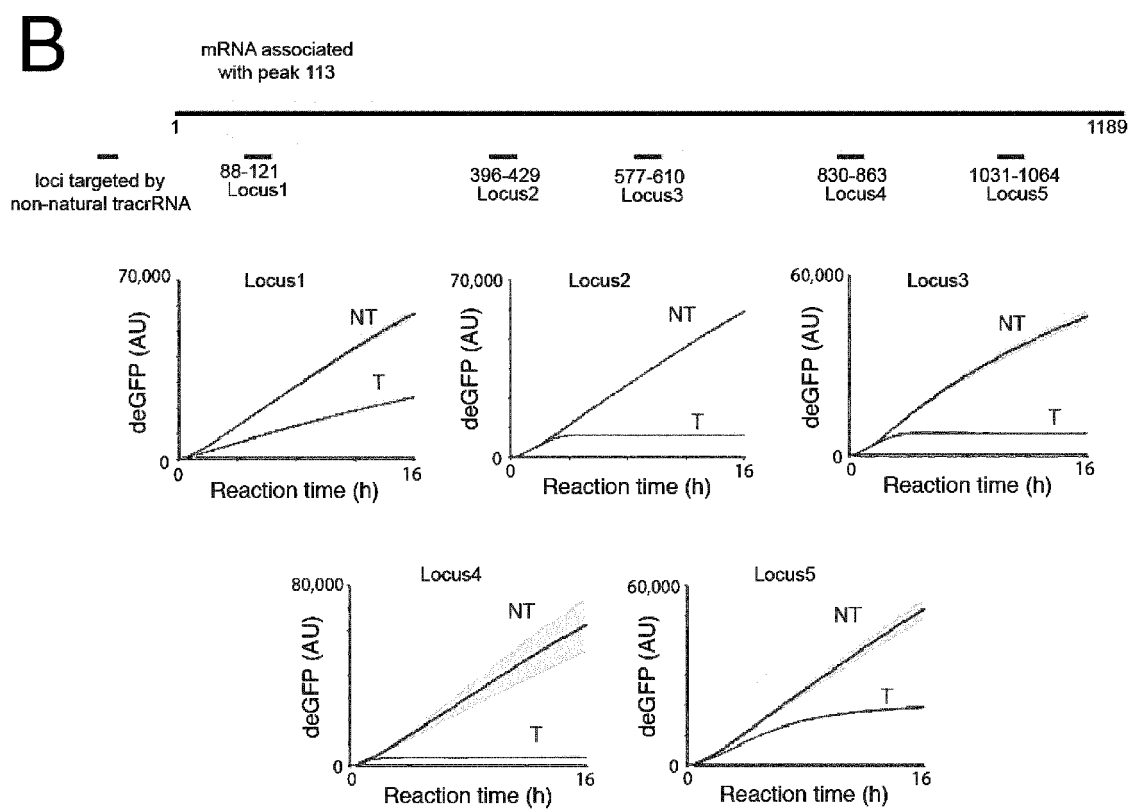 B
mRNA associated
with peak 113
1
1189
loci targeted by
non-natural tracrRNA
88-121
Locus1
396-429
Locus2
577-610
Locus3
830-863
Locus4
1031-1064
Locus5
Locus1
70,000
deGFP (AU)
NT
T
0
0
16
Reaction time (h)
Locus2
70,000
deGFP (AU)
NT
T
0
0
16
Reaction time (h)
Locus3
60,000
deGFP (AU)
NT
T
0
0
16
Reaction time (h)
Locus4
80,000
deGFP (AU)
NT
T
0
0
16
Reaction time (h)
Locus5
60,000
deGFP (AU)
NT
T
0
0
16
Reaction time (h)